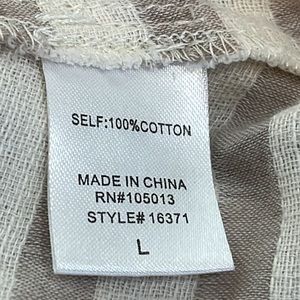 SELF:100%COTTON
MADE IN CHINA
RN#105013
STYLE# 16371
L